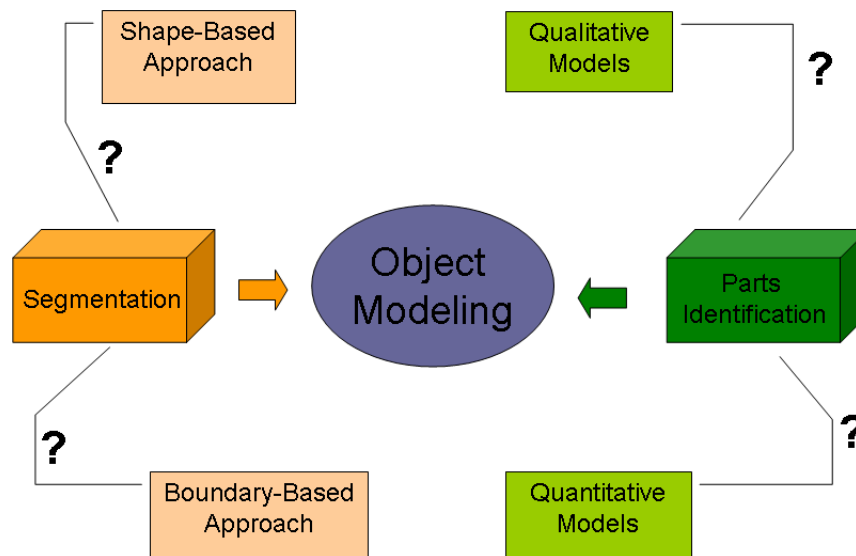 Shape-Based
Approach
Qualitative
Models
?
?
Segmentation
Object
Modeling
Parts
Identification
?
?
Boundary-Based
Approach
Quantitative
Models